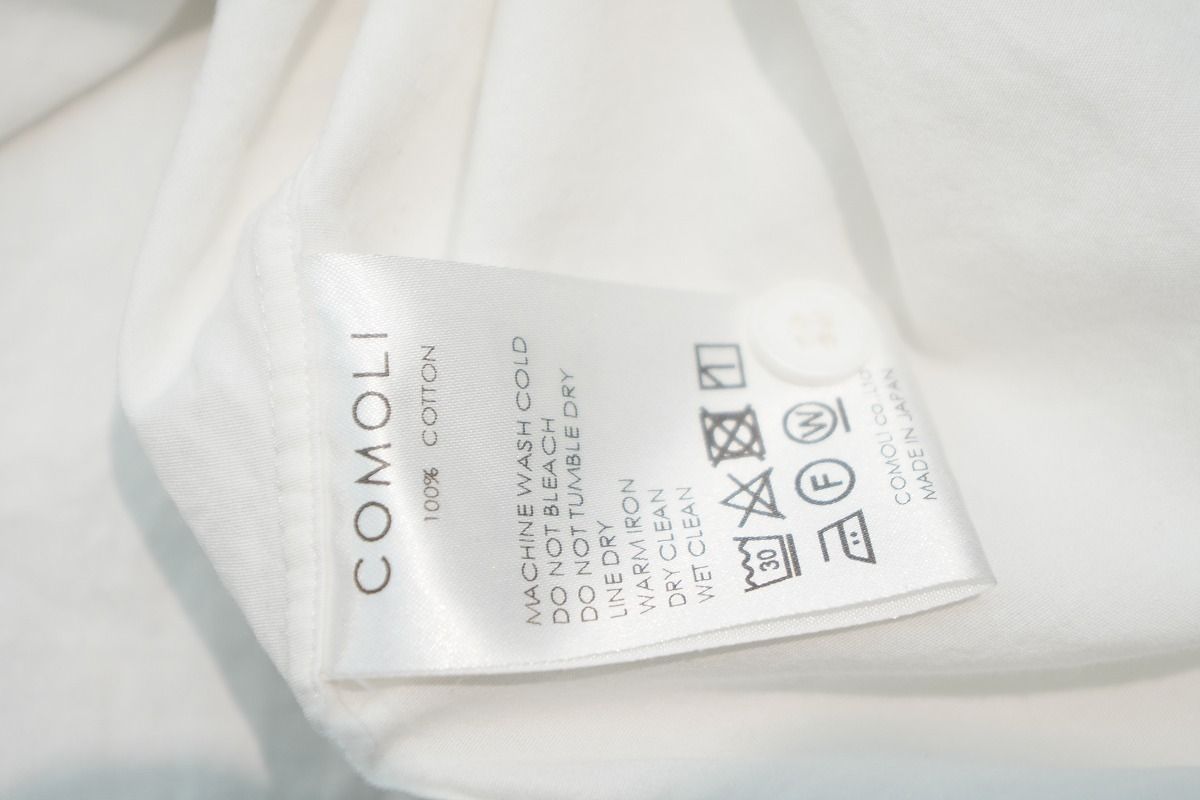 COMOLI
100% COTTON
MACHINE WASH COLD
DO NOT BLEACH
DO NOT TUMBLE DRY
LINE DRY
WARM IRON
DRY CLEAN
WET CLEAN
30
F W
COMOLI CO.,LTD
MADE IN JAPAN